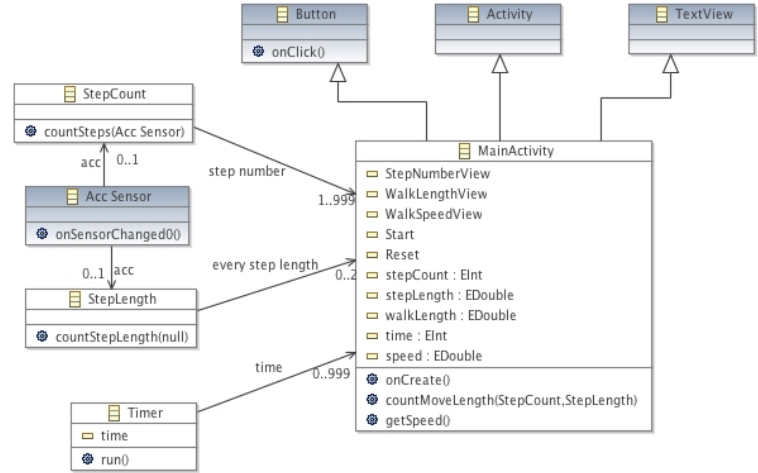 Button
onClick()
Activity
TextView
StepCount
countSteps(Acc Sensor)
acc
0..1
step number
1..999
Acc Sensor
onSensorChanged0()
0..1
acc
every step length
0..2
StepLength
countStepLength(null)
time
0..999
Timer
time
run()
MainActivity
StepNumberView
WalkLengthView
WalkSpeedView
Start
Reset
stepCount : EInt
stepLength : EDouble
walkLength : EDouble
time : EInt
speed : EDouble
onCreate()
countMoveLength(StepCount,StepLength)
getSpeed()